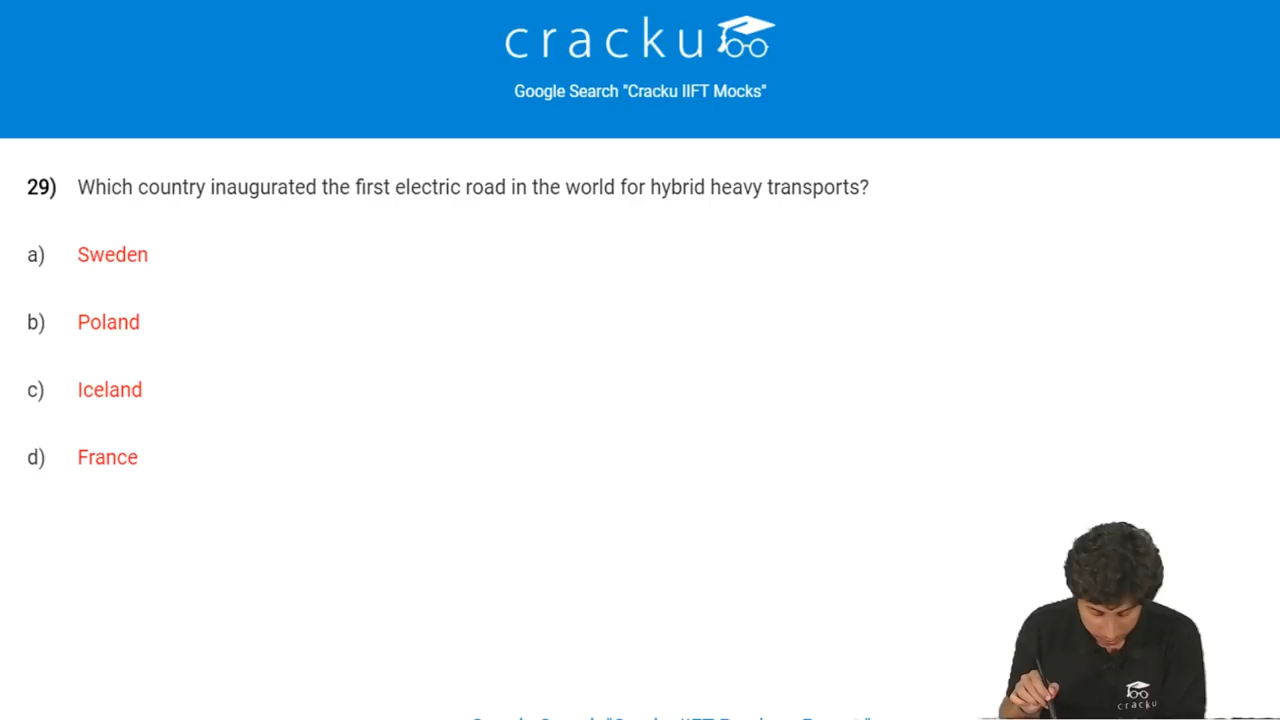 cracku
Google Search "Cracku IIFT Mocks"
29) Which country inaugurated the first electric road in the world for hybrid heavy transports?
a) Sweden
b) Poland
c) Iceland
d) France
cracku